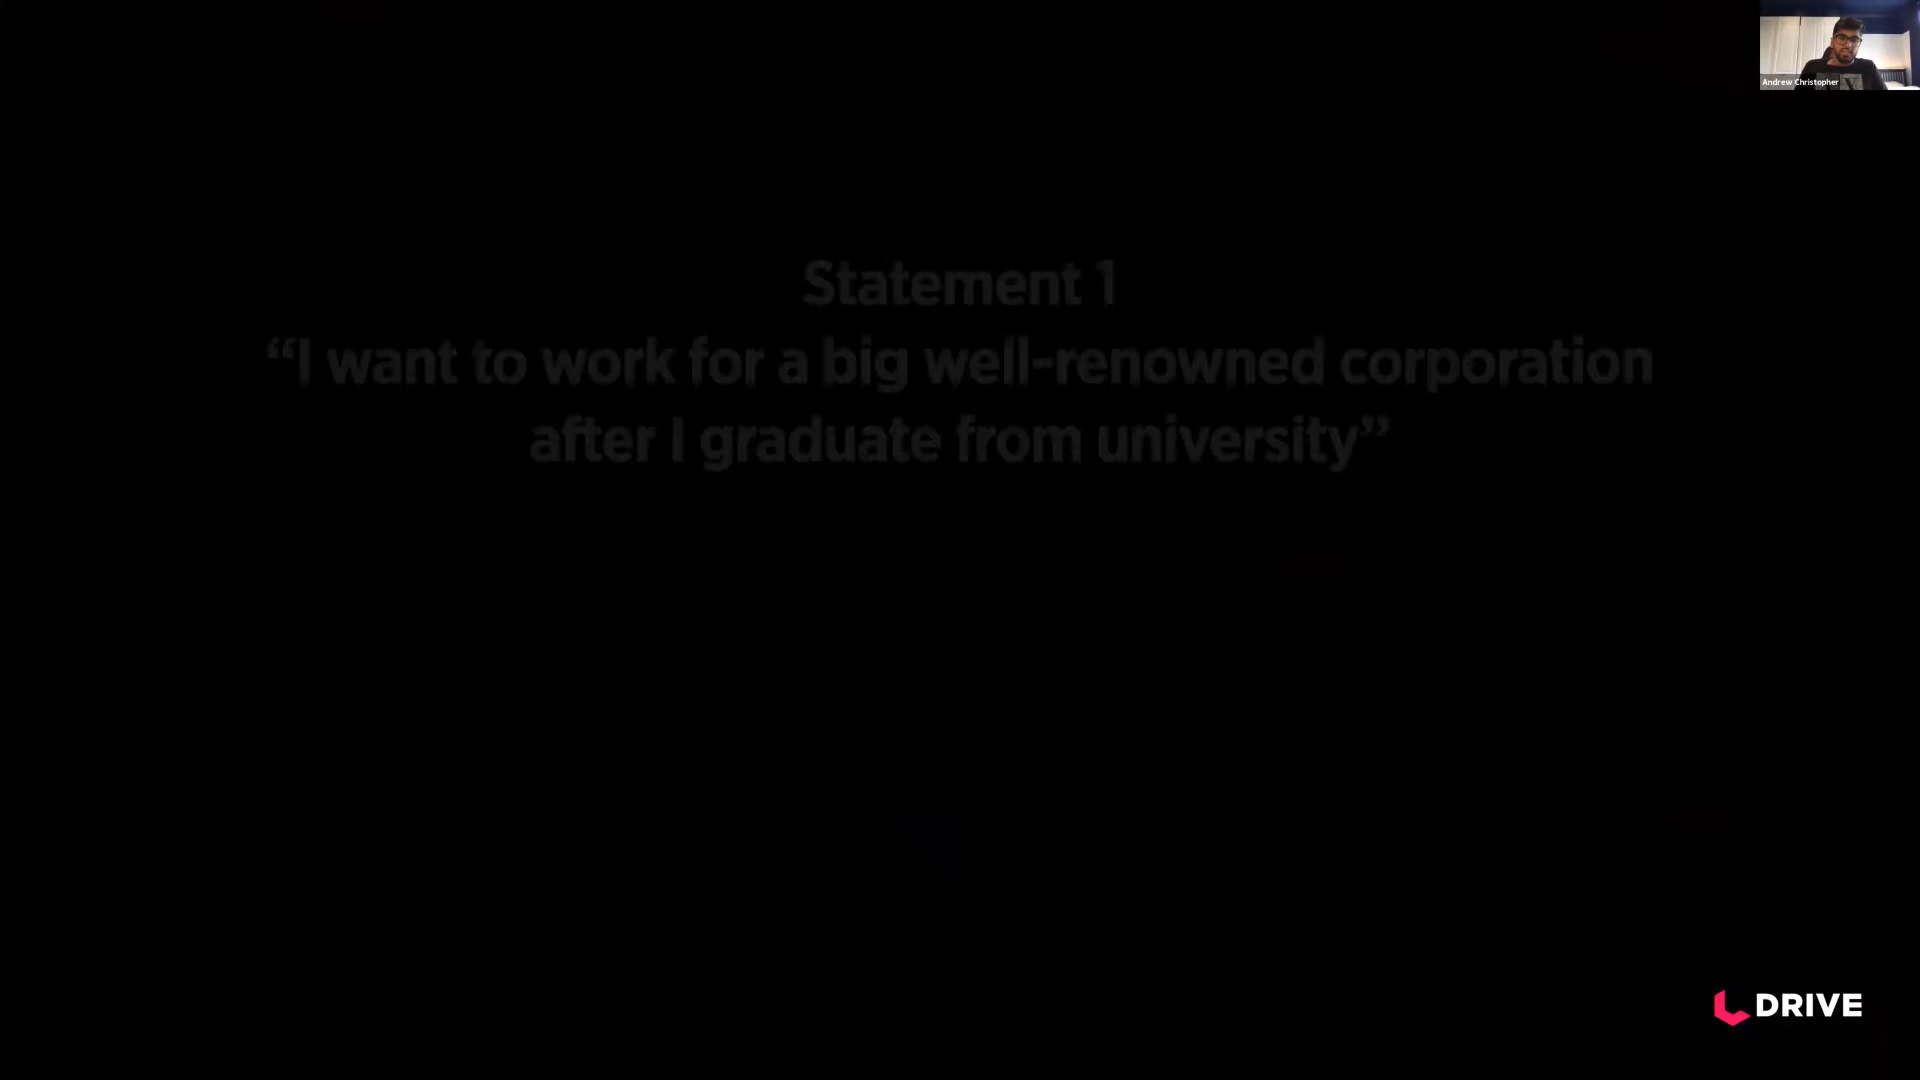 Andrew Christopher
Statement 1
“I want to work for a big well-renowned corporation
after I graduate from university”
DRIVE